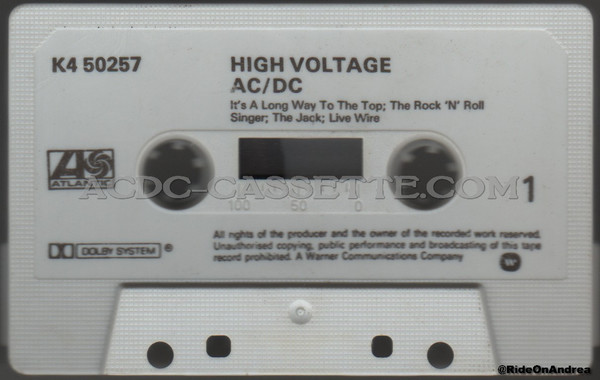 K4 50257
HIGH VOLTAGE
AC/DC
It's A Long Way To The Top; The Rock 'N' Roll
Singer; The Jack; Live Wire
ATLANTIC
ACDC-CASSETTE.COM
1
100 50 0
DOLBY SYSTEM ®
All rights of the producer and the owner of the recorded work reserved.
Unauthorised copying, public performance and broadcasting of this tape
record prohibited. A Warner Communications Company
@RideOnAndrea